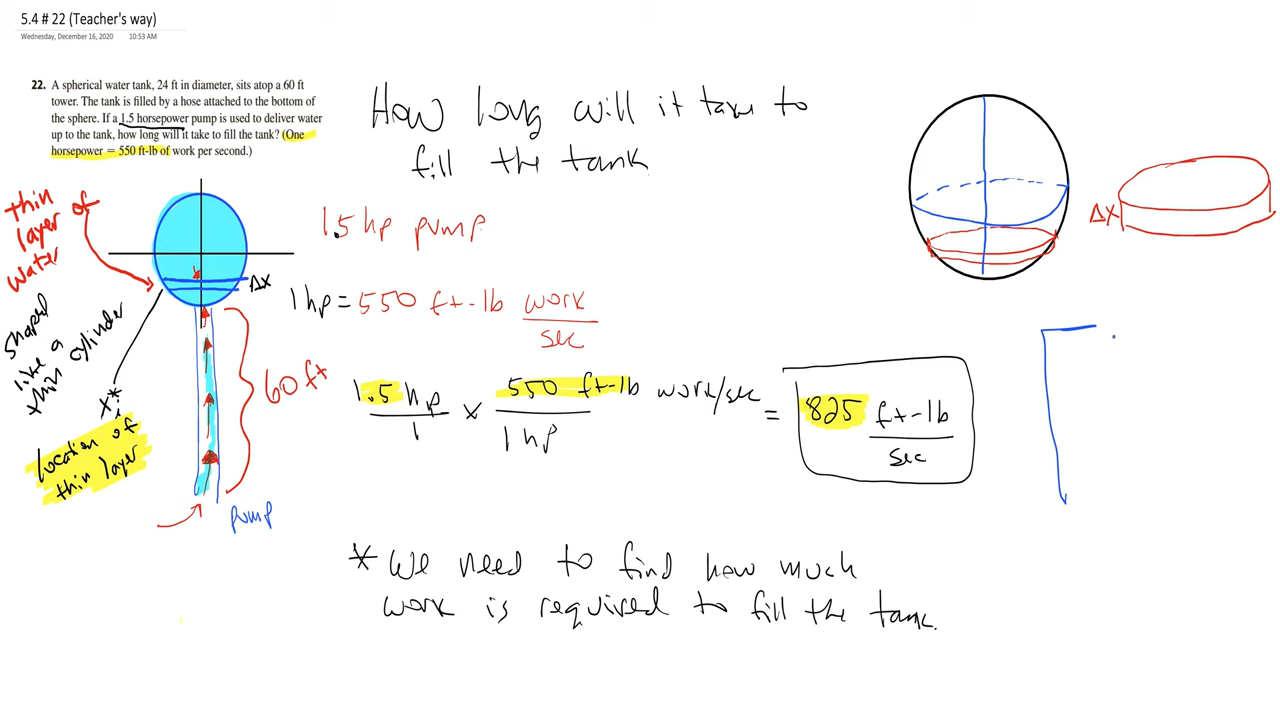 5.4 # 22 (Teacher's way)
Wednesday, December 16, 2020 10:53 AM
22. A spherical water tank, 24 ft in diameter, sits atop a 60 ft
tower. The tank is filled by a hose attached to the bottom of
the sphere. If a 1.5 horsepower pump is used to deliver water
up to the tank, how long will it take to fill the tank? (One
horsepower = 550 ft-lb of work per second.)
How long will it take to
fill the tank
thin
layer of
water
shaped
like a
thin cylinder
x*
location of
thin layer
Δx
60 ft
pump
1.5 hp pump
1 hp = 550 ft-lb work
sec
1.5 hp × 550 ft-lb work/sec = 825 ft-lb
1 1 hp sec
* We need to find how much
work is required to fill the tank.
Δx